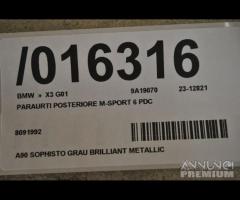 /016316
BMW » X3 G01 9A19070 23-12821
PARAURTI POSTERIORE M-SPORT 6 PDC
8091992
A90 SOPHISTO GRAU BRILLIANT METALLIC
ANNUNCI
PREMIUM